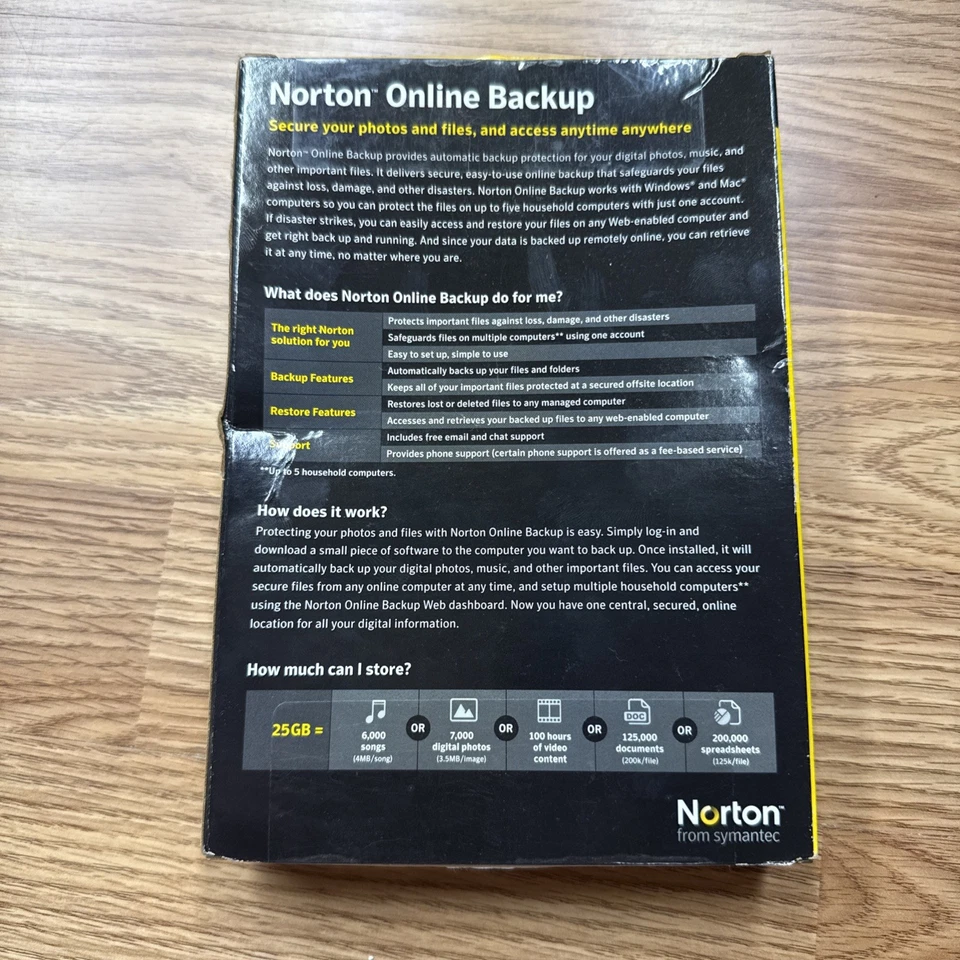 Norton™ Online Backup
Secure your photos and files, and access anytime anywhere
Norton™ Online Backup provides automatic backup protection for your digital photos, music, and
other important files. It delivers secure, easy-to-use online backup that safeguards your files
against loss, damage, and other disasters. Norton Online Backup works with Windows® and Mac®
computers so you can protect the files on up to five household computers with just one account.
If disaster strikes, you can easily access and restore your files on any Web-enabled computer and
get right back up and running. And since your data is backed up remotely online, you can retrieve
it at any time, no matter where you are.
What does Norton Online Backup do for me?
The right Norton
solution for you
Protects important files against loss, damage, and other disasters
Safeguards files on multiple computers** using one account
Easy to set up, simple to use
Backup Features
Automatically backs up your files and folders
Keeps all of your important files protected at a secured offsite location
Restore Features
Restores lost or deleted files to any managed computer
Accesses and retrieves your backed up files to any web-enabled computer
Support
Includes free email and chat support
Provides phone support (certain phone support is offered as a fee-based service)
**Up to 5 household computers.
How does it work?
Protecting your photos and files with Norton Online Backup is easy. Simply log-in and
download a small piece of software to the computer you want to back up. Once installed, it will
automatically back up your digital photos, music, and other important files. You can access your
secure files from any online computer at any time, and setup multiple household computers**
using the Norton Online Backup Web dashboard. Now you have one central, secured, online
location for all your digital information.
How much can I store?
25GB =
6,000
songs
(4MB/song)
OR
7,000
digital photos
(3.5MB/image)
OR
100 hours
of video
content
OR
DOC
125,000
documents
(200k/file)
OR
200,000
spreadsheets
(125k/file)
Norton™
from symantec